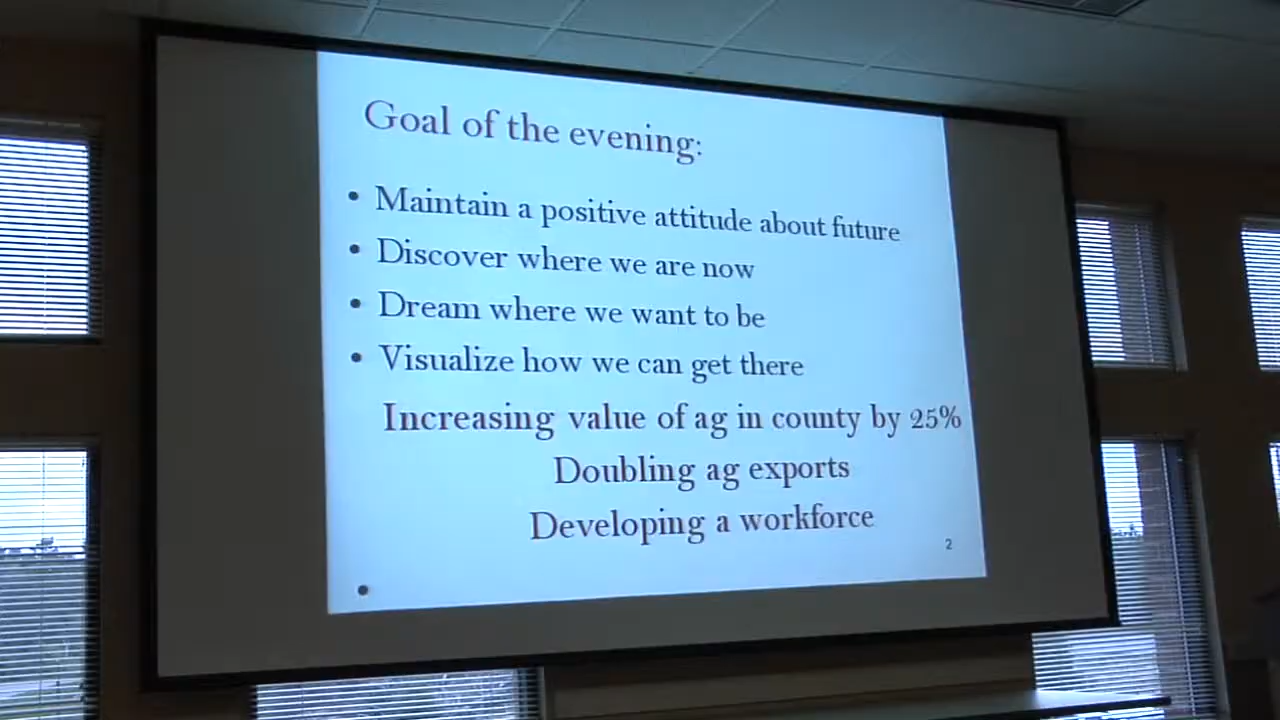 Goal of the evening:
• Maintain a positive attitude about future
• Discover where we are now
• Dream where we want to be
• Visualize how we can get there
Increasing value of ag in county by 25%
Doubling ag exports
Developing a workforce
2
•